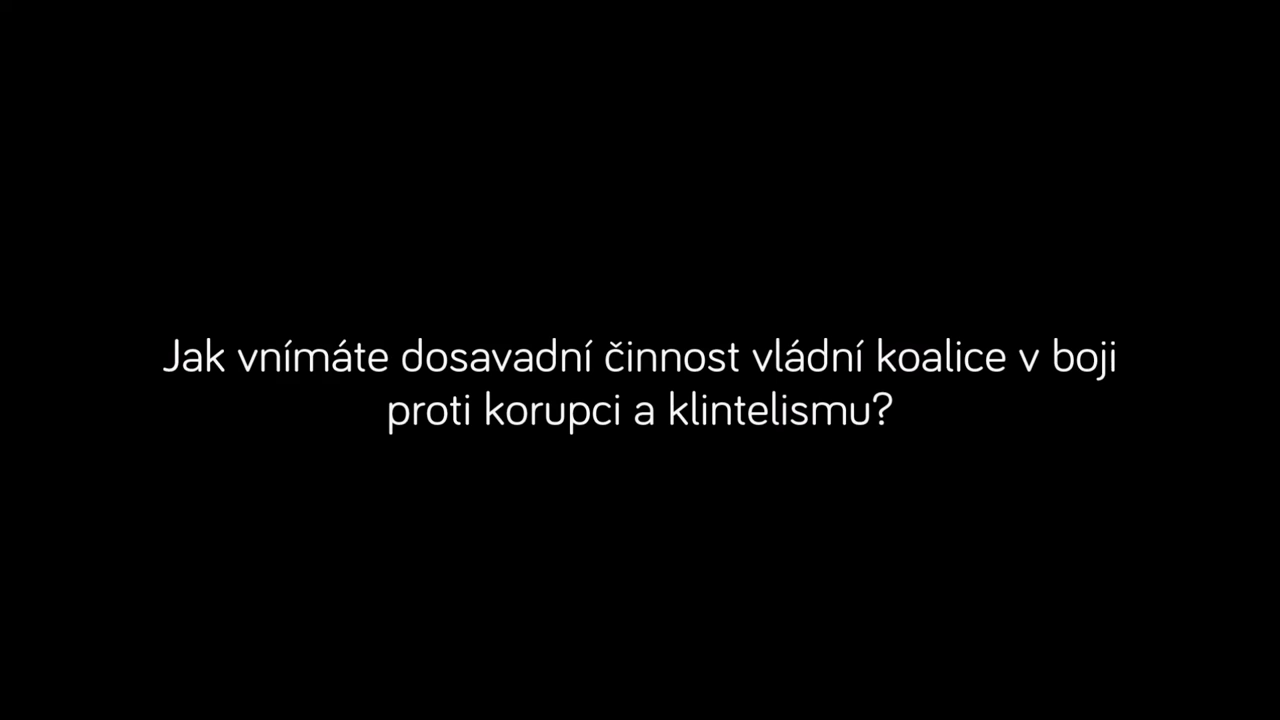 Jak vnímáte dosavadní činnost vládní koalice v boji
proti korupci a klintelismu?